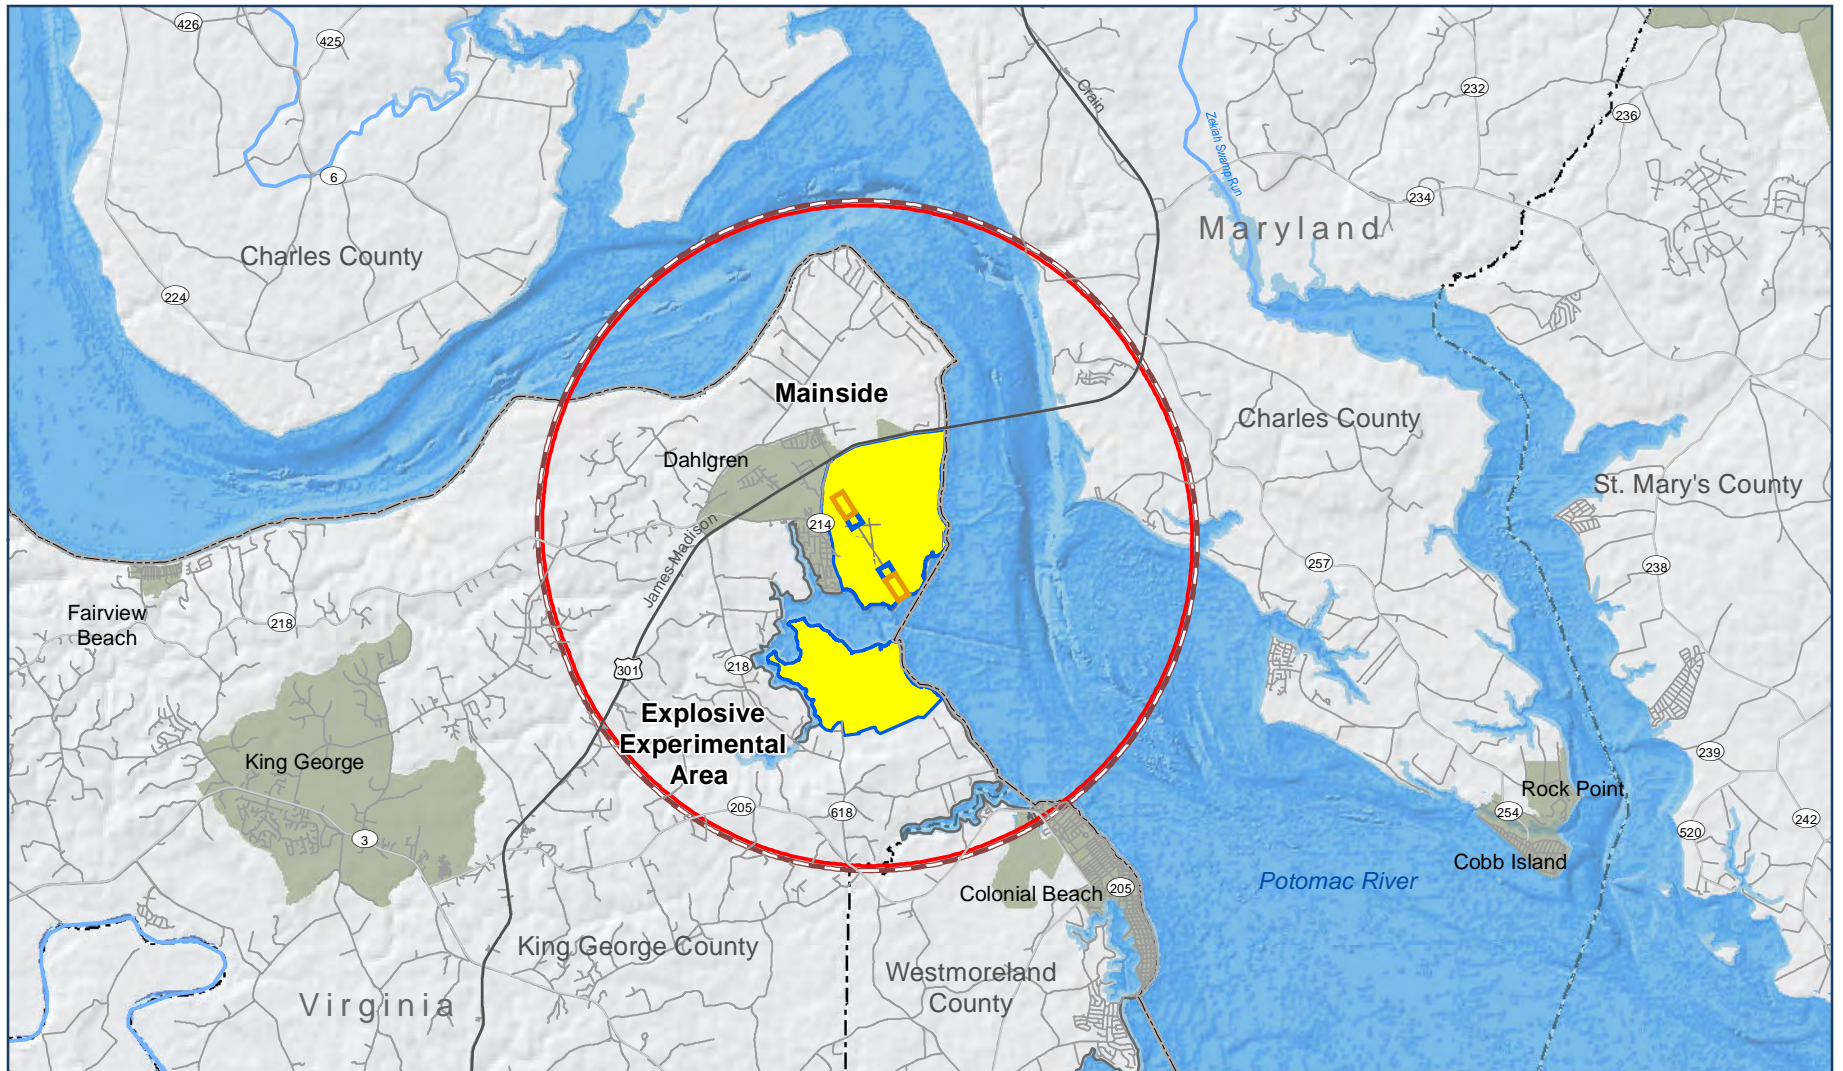 426
425
Crain
232
236
Zekiah Swamp Run
6
234
Maryland
Charles County
224
Mainside
Charles County
Dahlgren
St. Mary's County
214
James Madison
257
238
Fairview
Beach
218
218
301
Explosive
Experimental
Area
King George
239
Rock Point
205
618
254
242
520
3
Cobb Island
Potomac River
Colonial Beach
205
King George County
Westmoreland
County
Virginia